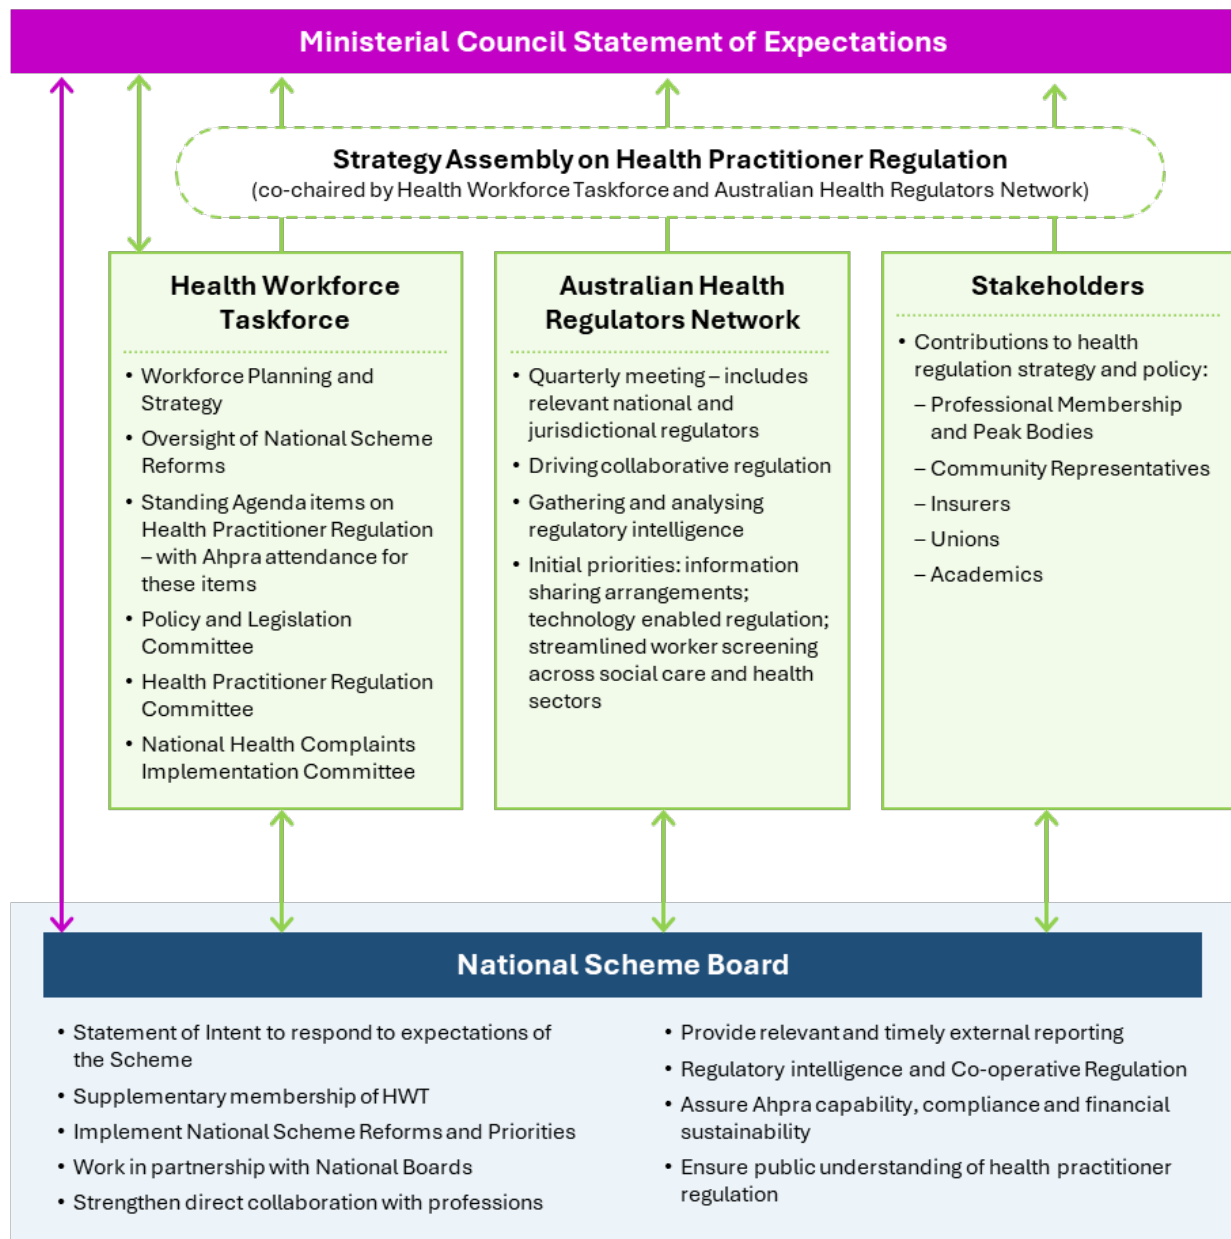 Ministerial Council Statement of Expectations
Strategy Assembly on Health Practitioner Regulation
(co-chaired by Health Workforce Taskforce and Australian Health Regulators Network)
Health Workforce
Taskforce
• Workforce Planning and
Strategy
• Oversight of National Scheme
Reforms
• Standing Agenda items on
Health Practitioner Regulation
– with Ahpra attendance for
these items
• Policy and Legislation
Committee
• Health Practitioner Regulation
Committee
• National Health Complaints
Implementation Committee
Australian Health
Regulators Network
• Quarterly meeting – includes
relevant national and
jurisdictional regulators
• Driving collaborative regulation
• Gathering and analysing
regulatory intelligence
• Initial priorities: information
sharing arrangements;
technology enabled regulation;
streamlined worker screening
across social care and health
sectors
Stakeholders
• Contributions to health
regulation strategy and policy:
– Professional Membership
and Peak Bodies
– Community Representatives
– Insurers
– Unions
– Academics
National Scheme Board
• Statement of Intent to respond to expectations of
the Scheme
• Supplementary membership of HWT
• Implement National Scheme Reforms and Priorities
• Work in partnership with National Boards
• Strengthen direct collaboration with professions
• Provide relevant and timely external reporting
• Regulatory intelligence and Co-operative Regulation
• Assure Ahpra capability, compliance and financial
sustainability
• Ensure public understanding of health practitioner
regulation